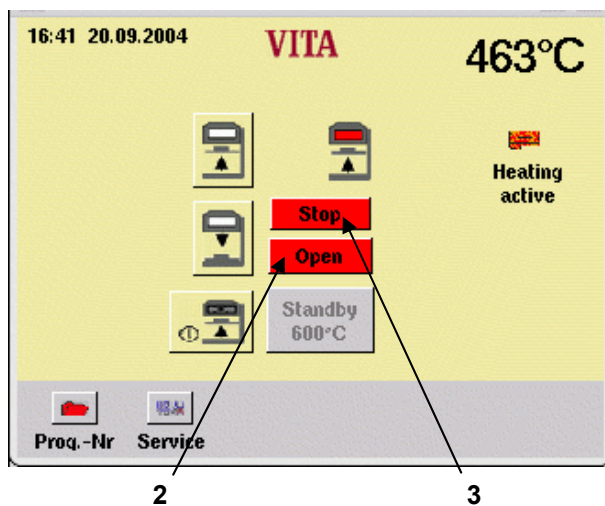 16:41 20.09.2004
VITA
463°C
Heating
active
Stop
Open
Standby
600°C
Prog.-Nr
Service
2
3